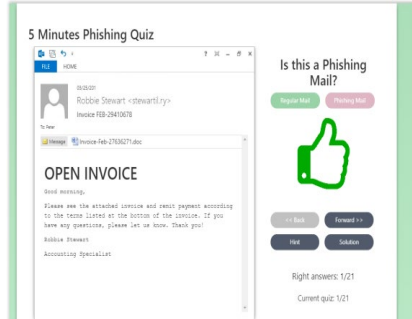 5 Minutes Phishing Quiz
FILE HOME
Robbie Stewart <stewartil.ry>
Invoice FEB-29410678
To Peter
Message Invoice-Feb-27636271.doc
OPEN INVOICE
Good morning,
Please see the attached invoice and remit payment according
to the terms listed at the bottom of the invoice. If you
have any questions, please let us know. Thank you!
Robbie Stewart
Accounting Specialist
Is this a Phishing
Mail?
Regular Mail Phishing Mail
<< Back Forward >>
Hint Solution
Right answers: 1/21
Current quiz: 1/21